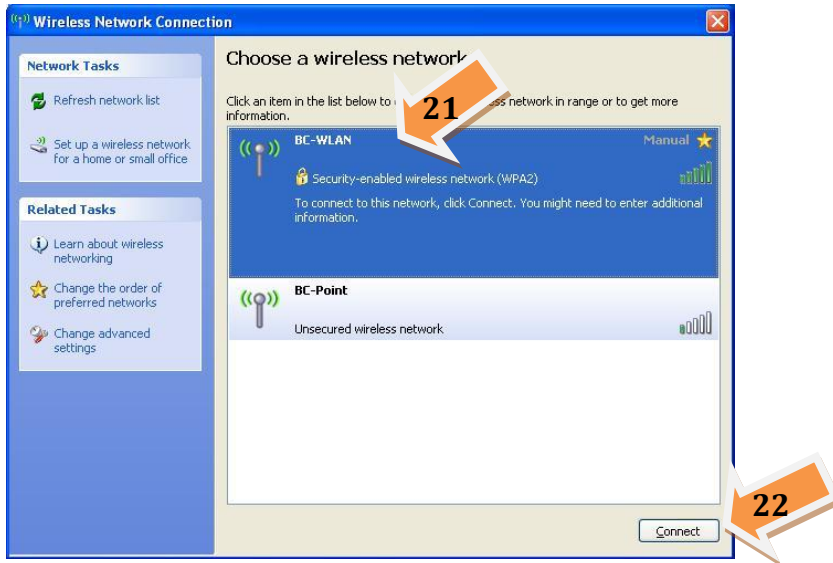 Wireless Network Connection
Network Tasks
Refresh network list
Set up a wireless network
for a home or small office
Related Tasks
Learn about wireless
networking
Change the order of
preferred networks
Change advanced
settings
Choose a wireless network
Click an item in the list below to network in range or to get more
information.
21
BC-WLAN
Manual
Security-enabled wireless network (WPA2)
To connect to this network, click Connect. You might need to enter additional
information.
BC-Point
Unsecured wireless network
22
Connect